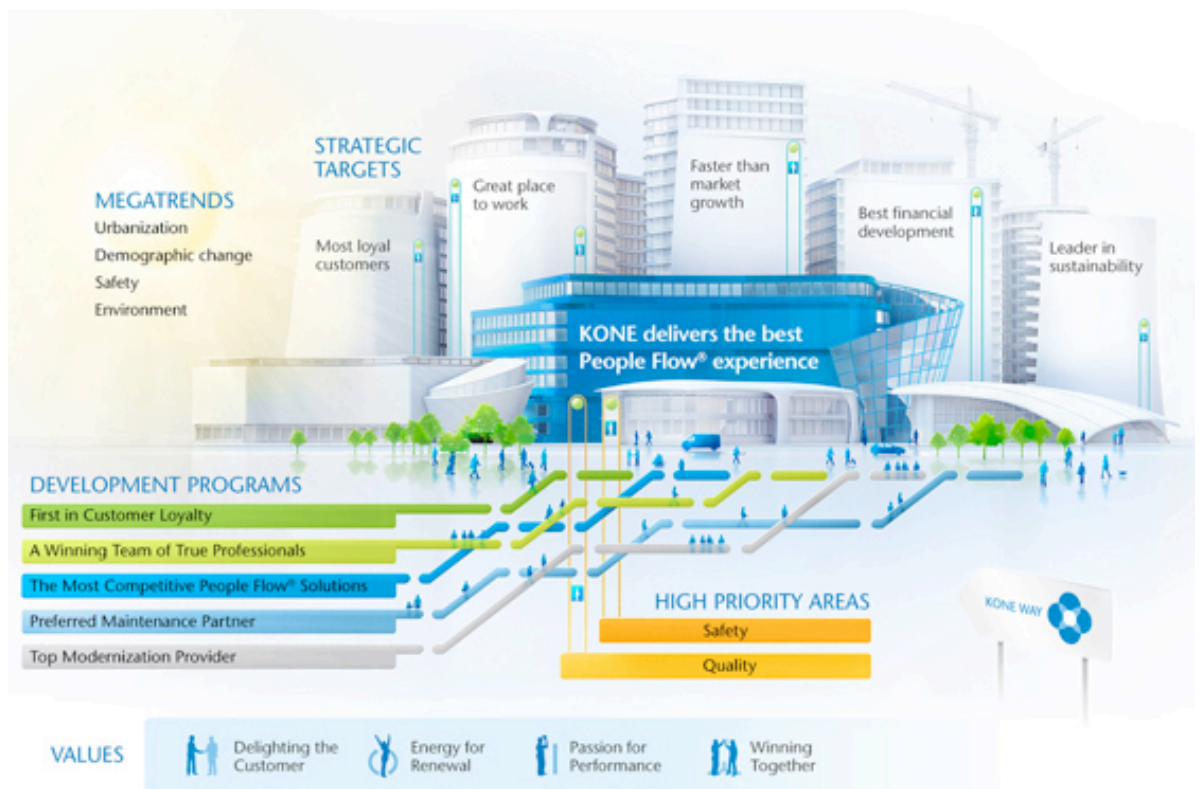 STRATEGIC
TARGETS
MEGATRENDS
Urbanization
Demographic change
Safety
Environment
Most loyal
customers
Great place
to work
Faster than
market
growth
Best financial
development
Leader in
sustainability
KONE delivers the best
People Flow® experience
DEVELOPMENT PROGRAMS
First in Customer Loyalty
A Winning Team of True Professionals
The Most Competitive People Flow® Solutions
Preferred Maintenance Partner
Top Modernization Provider
HIGH PRIORITY AREAS
Safety
Quality
KONE WAY
VALUES
Delighting the
Customer
Energy for
Renewal
Passion for
Performance
Winning
Together